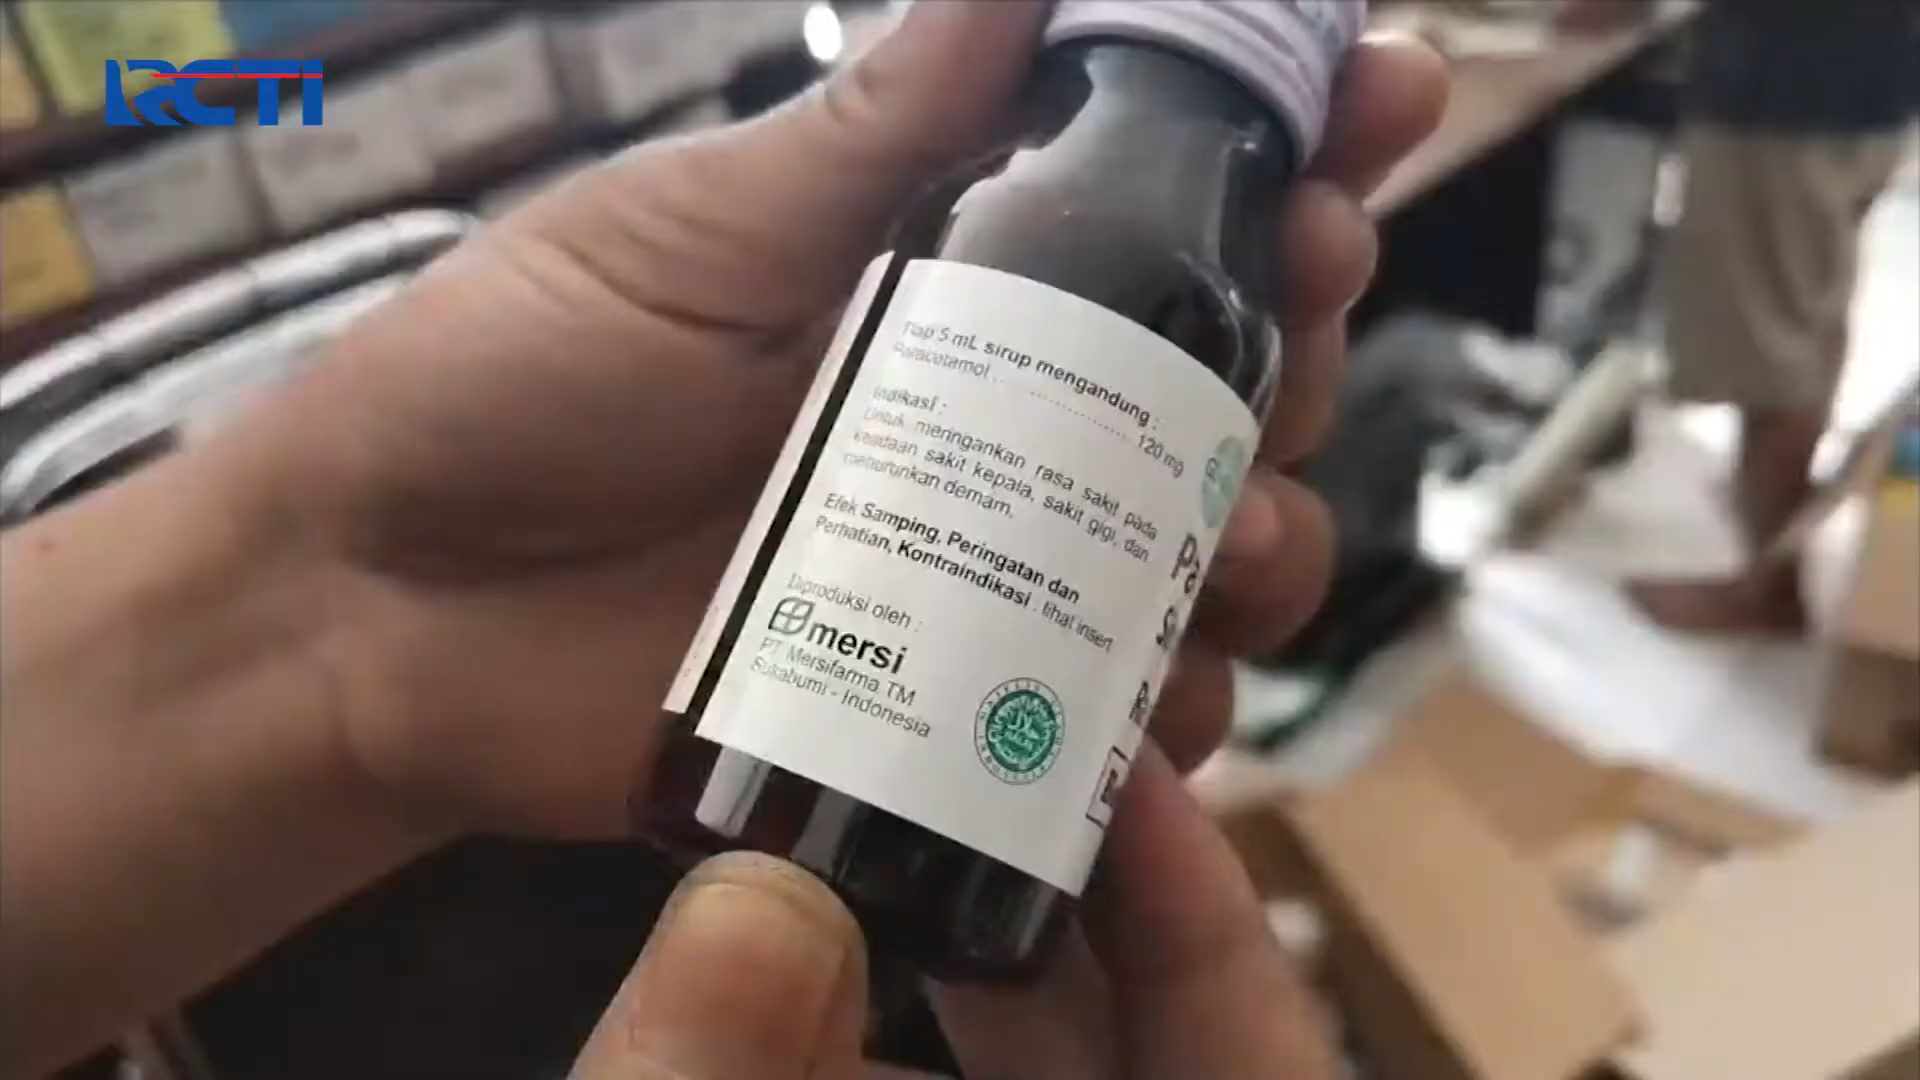 RCTI
Tiap 5 mL sirup mengandung :
Paracetamol ........................ 120 mg
Indikasi :
Untuk meringankan rasa sakit pada
keadaan sakit kepala, sakit gigi, dan
menurunkan demam.
Efek Samping, Peringatan dan
Perhatian, Kontraindikasi : lihat insert
Diproduksi oleh :
mersi
PT Mersifarma TM
Sukabumi - Indonesia